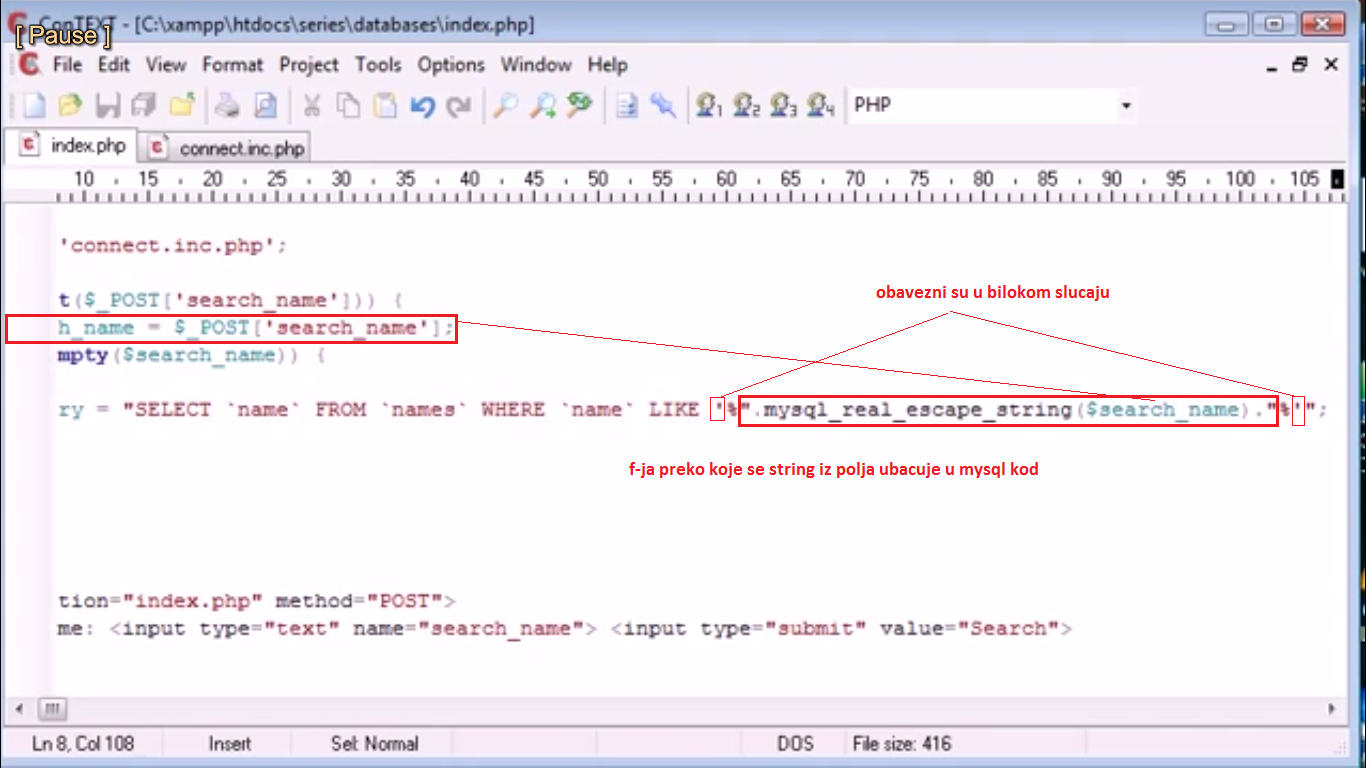 ConTEXT - [C:\xampp\htdocs\series\databases\index.php]
[ Pause ]
File Edit View Format Project Tools Options Window Help
1 2 3 4 PHP
index.php connect.inc.php
10 15 20 25 30 35 40 45 50 55 60 65 70 75 80 85 90 95 100 105
'connect.inc.php';
obavezni su u bilokom slucaju
t($_POST['search_name'])) {
h_name = $_POST['search_name'];
mpty($search_name)) {
ry = "SELECT `name` FROM `names` WHERE `name` LIKE '%".mysql_real_escape_string($search_name)."%'";
f-ja preko koje se string iz polja ubacuje u mysql kod
tion="index.php" method="POST">
me: <input type="text" name="search_name"> <input type="submit" value="Search">
Ln 8, Col 108 Insert Sel: Normal DOS File size: 416